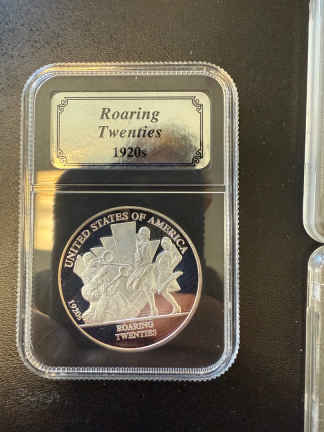 Roaring
Twenties
1920s
UNITED STATES OF AMERICA
1920s
ROARING
TWENTIES